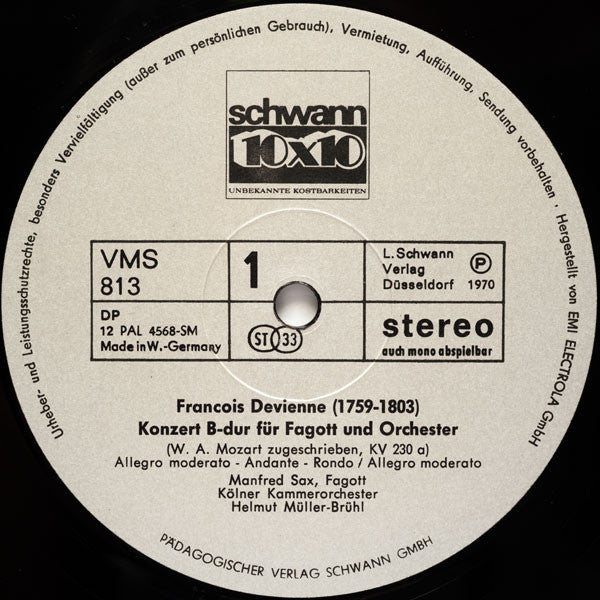 Urheber- und Leistungsschutzrechte, besonders Vervielfältigung (außer zum persönlichen Gebrauch), Vermietung, Aufführung, Sendung vorbehalten · Hergestellt von EMI ELECTROLA GmbH
schwann
10x10
UNBEKANNTE KOSTBARKEITEN
VMS
813
1
L. Schwann
Verlag
Düsseldorf
P
1970
DP
12 PAL 4568-SM
Made in W.-Germany
ST 33
stereo
auch mono abspielbar
Francois Devienne (1759-1803)
Konzert B-dur für Fagott und Orchester
(W. A. Mozart zugeschrieben, KV 230 a)
Allegro moderato - Andante - Rondo / Allegro moderato
Manfred Sax, Fagott
Kölner Kammerorchester
Helmut Müller-Brühl
PÄDAGOGISCHER VERLAG SCHWANN GMBH